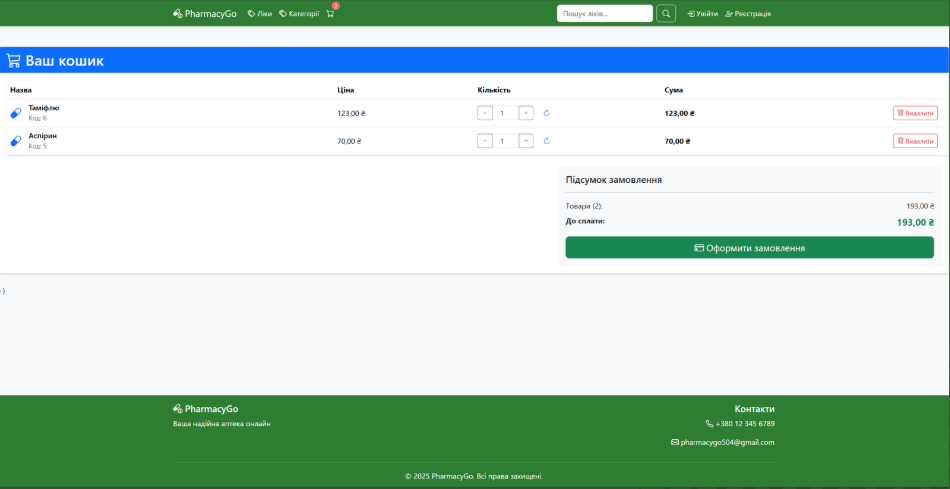 PharmacyGo Ліки Категорії 2 Пошук ліків... Увійти Реєстрація
Ваш кошик
Назва Ціна Кількість Сума
Таміфлю
Код: 6
123,00 ₴ - 1 + 123,00 ₴ Видалити
Аспірин
Код: 5
70,00 ₴ - 1 + 70,00 ₴ Видалити
Підсумок замовлення
Товари (2): 193,00 ₴
До сплати: 193,00 ₴
Оформити замовлення
}
PharmacyGo Контакти
Ваша надійна аптека онлайн +380 12 345 6789
pharmacygo504@gmail.com
© 2025 PharmacyGo. Всі права захищені.